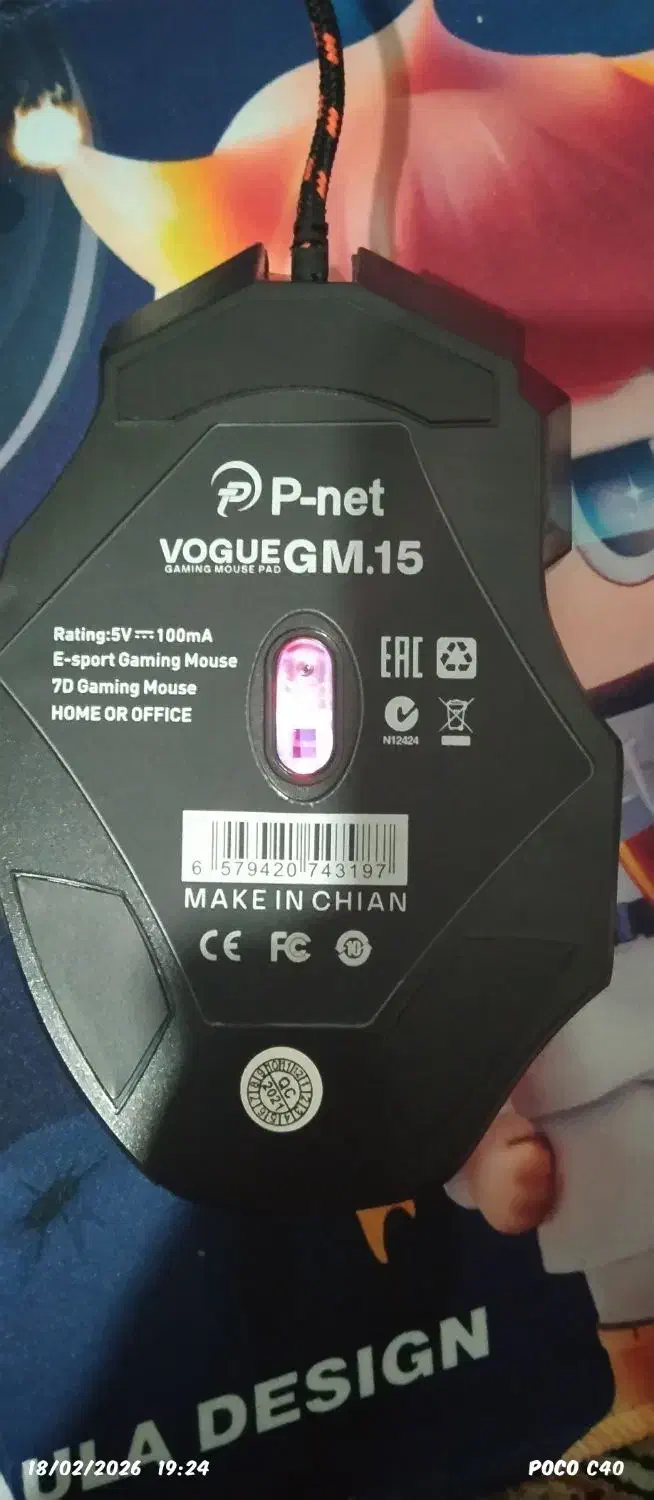 P-net
VOGUE GM.15
GAMING MOUSE PAD
Rating:5V⎓100mA
E-sport Gaming Mouse
7D Gaming Mouse
HOME OR OFFICE
EAC
N12424
6 579420 743197
MAKE IN CHIAN
CE FC 10
QC
2021
ULA DESIGN
18/02/2026 19:24
POCO C40